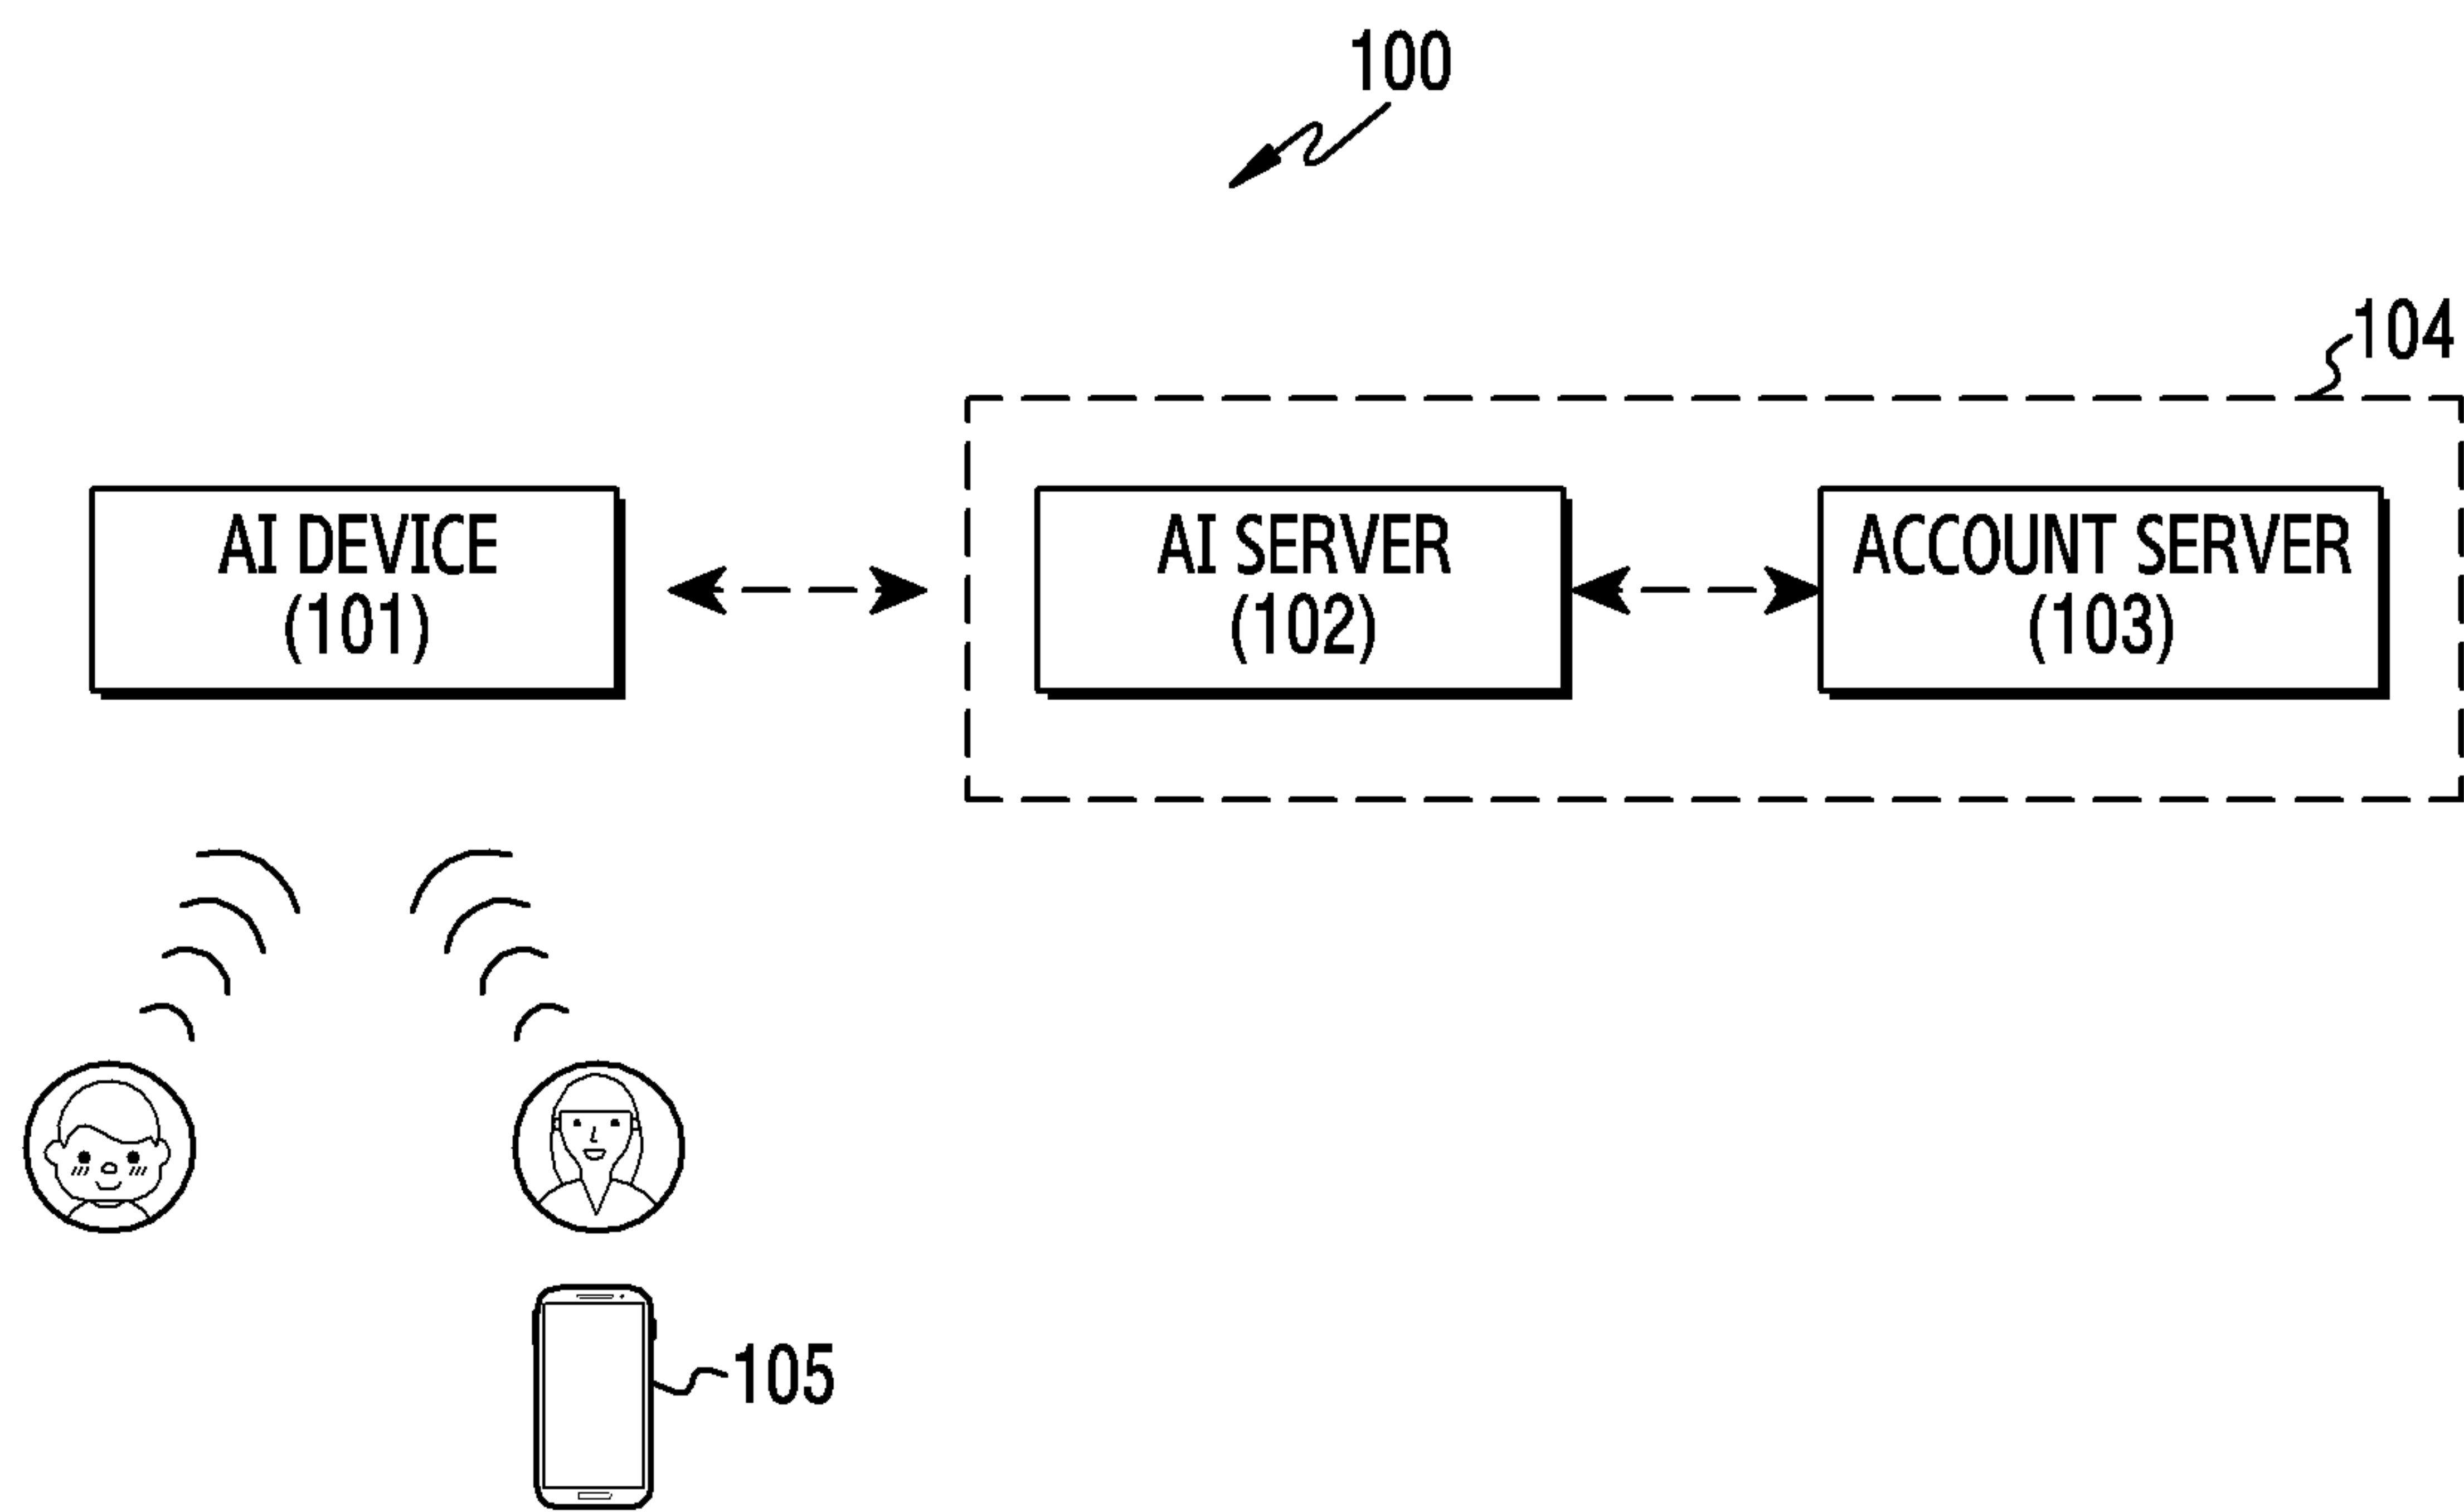 100
104
AI DEVICE
(101)
AI SERVER
(102)
ACCOUNT SERVER
(103)
105